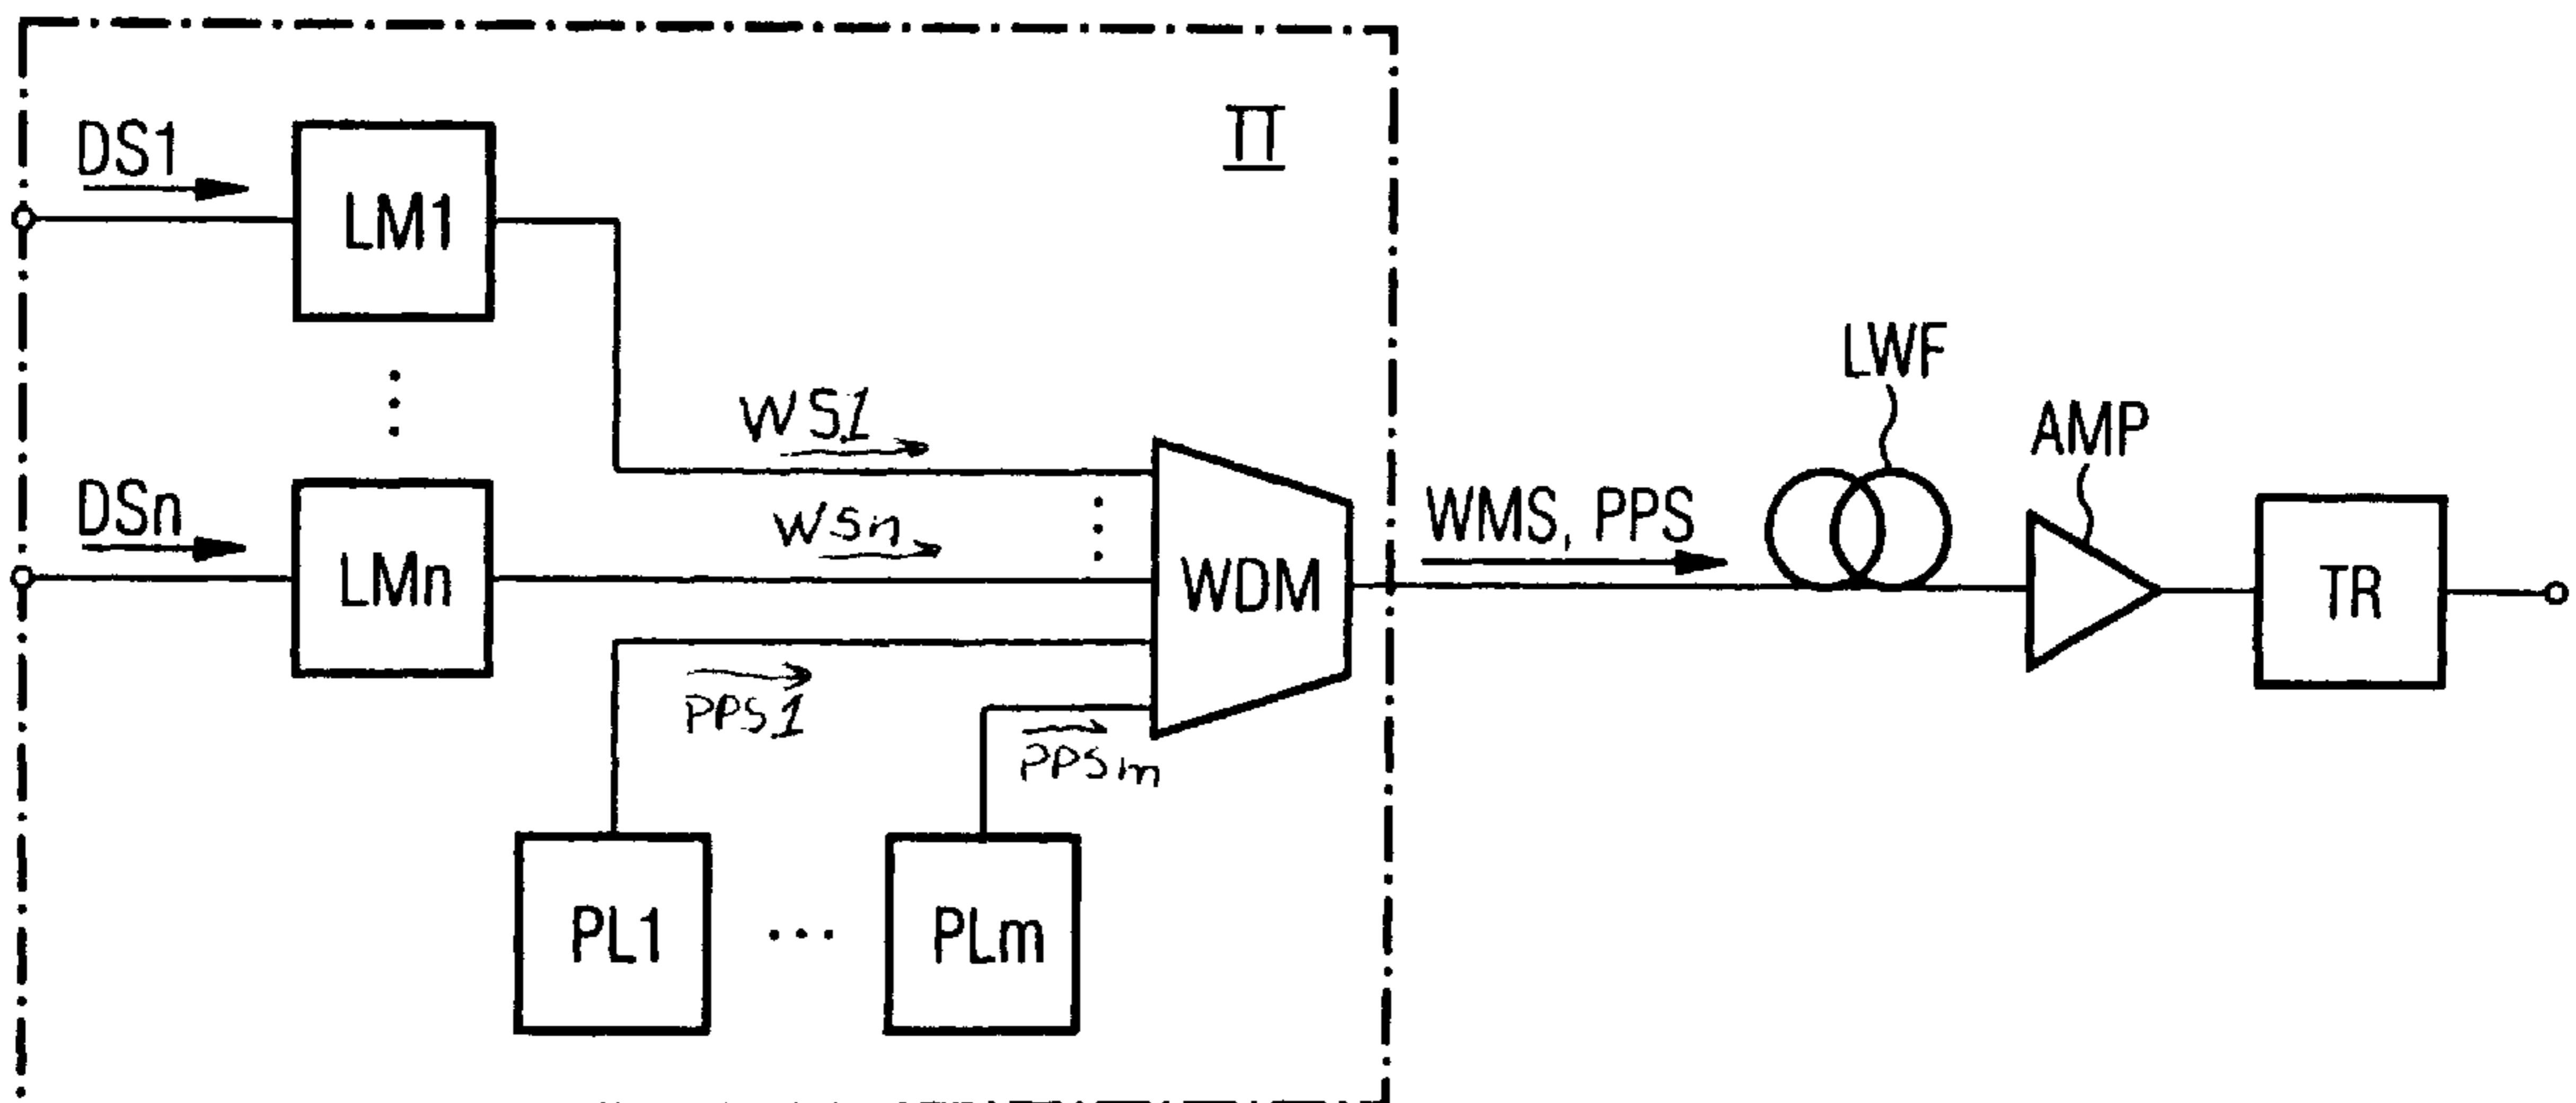 TT
DS1
LM1
LWF
WS1
AMP
DSn
WSn
WMS, PPS
LMn
WDM
TR
PPS1
PPSm
PL1
...
PLm